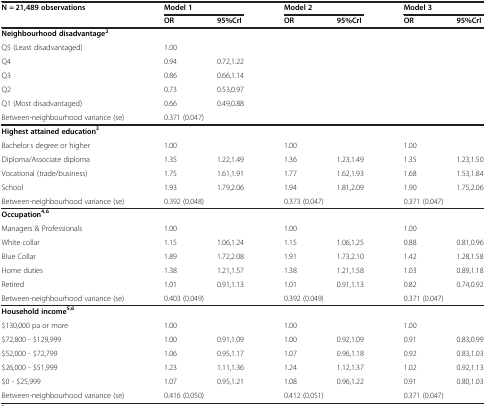 N = 21,489 observations Model 1 Model 2 Model 3
OR 95%CrI OR 95%CrI OR 95%CrI
Neighbourhood disadvantage2
Q5 (Least disadvantaged) 1.00
Q4 0.94 0.72,1.22
Q3 0.86 0.66,1.14
Q2 0.73 0.53,0.97
Q1 (Most disadvantaged) 0.66 0.49,0.88
Between-neighbourhood variance (se) 0.371 (0.047)
Highest attained education3
Bachelors degree or higher 1.00 1.00 1.00
Diploma/Associate diploma 1.35 1.22,1.49 1.36 1.23,1.49 1.35 1.23,1.50
Vocational (trade/business) 1.75 1.61,1.91 1.77 1.62,1.93 1.68 1.53,1.84
School 1.93 1.79,2.06 1.94 1.81,2.09 1.90 1.75,2.06
Between-neighbourhood variance (se) 0.392 (0.048) 0.373 (0.047) 0.371 (0.047)
Occupation4,6
Managers & Professionals 1.00 1.00 1.00
White collar 1.15 1.06,1.24 1.15 1.06,1.25 0.88 0.81,0.96
Blue Collar 1.89 1.72,2.08 1.91 1.73,2.10 1.42 1.28,1.58
Home duties 1.38 1.21,1.57 1.38 1.21,1.58 1.03 0.89,1.18
Retired 1.01 0.91,1.13 1.01 0.91,1.13 0.82 0.74,0.92
Between-neighbourhood variance (se) 0.403 (0.049) 0.392 (0.049) 0.371 (0.047)
Household income5,6
$130,000 pa or more 1.00 1.00 1.00
$72,800 - $129,999 1.00 0.91,1.09 1.00 0.92,1.09 0.91 0.83,0.99
$52,000 - $72,799 1.06 0.95,1.17 1.07 0.96,1.18 0.92 0.83,1.03
$26,000 - $51,999 1.23 1.11,1.36 1.24 1.12,1.37 1.02 0.92,1.13
$0 - $25,999 1.07 0.95,1.21 1.08 0.96,1.22 0.91 0.80,1.03
Between-neighbourhood variance (se) 0.416 (0.050) 0.412 (0.051) 0.371 (0.047)